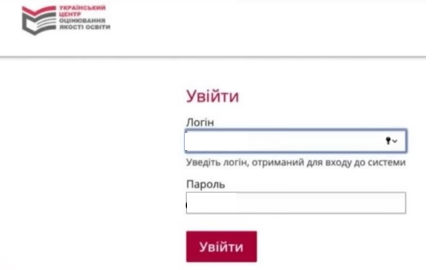 УКРАЇНСЬКИЙ
ЦЕНТР
ОЦІНЮВАННЯ
ЯКОСТІ ОСВІТИ
Увійти
Логін
Уведіть логін, отриманий для входу до системи
Пароль
Увійти